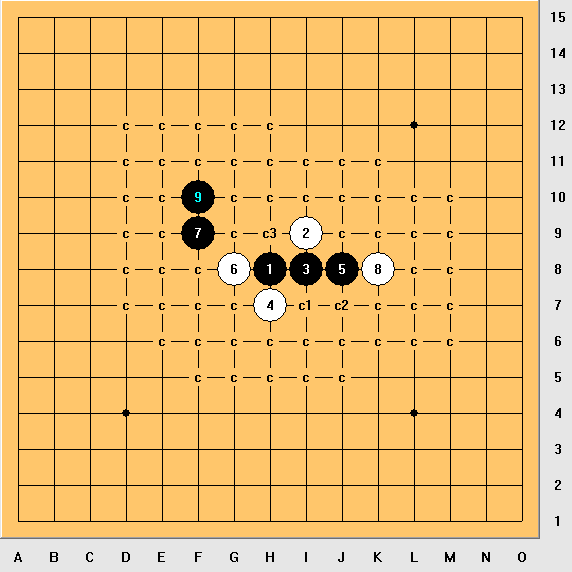 15
14
13
c c c c c 12
c c c c c c c c 11
c c 9 c c c c c c c 10
c c 7 c c3 2 c c c c 9
c c c 6 1 3 5 8 c c 8
c c c c 4 c1 c2 c c c 7
c c c c c c c c c 6
c c c c c 5
4
3
2
1
A B C D E F G H I J K L M N O